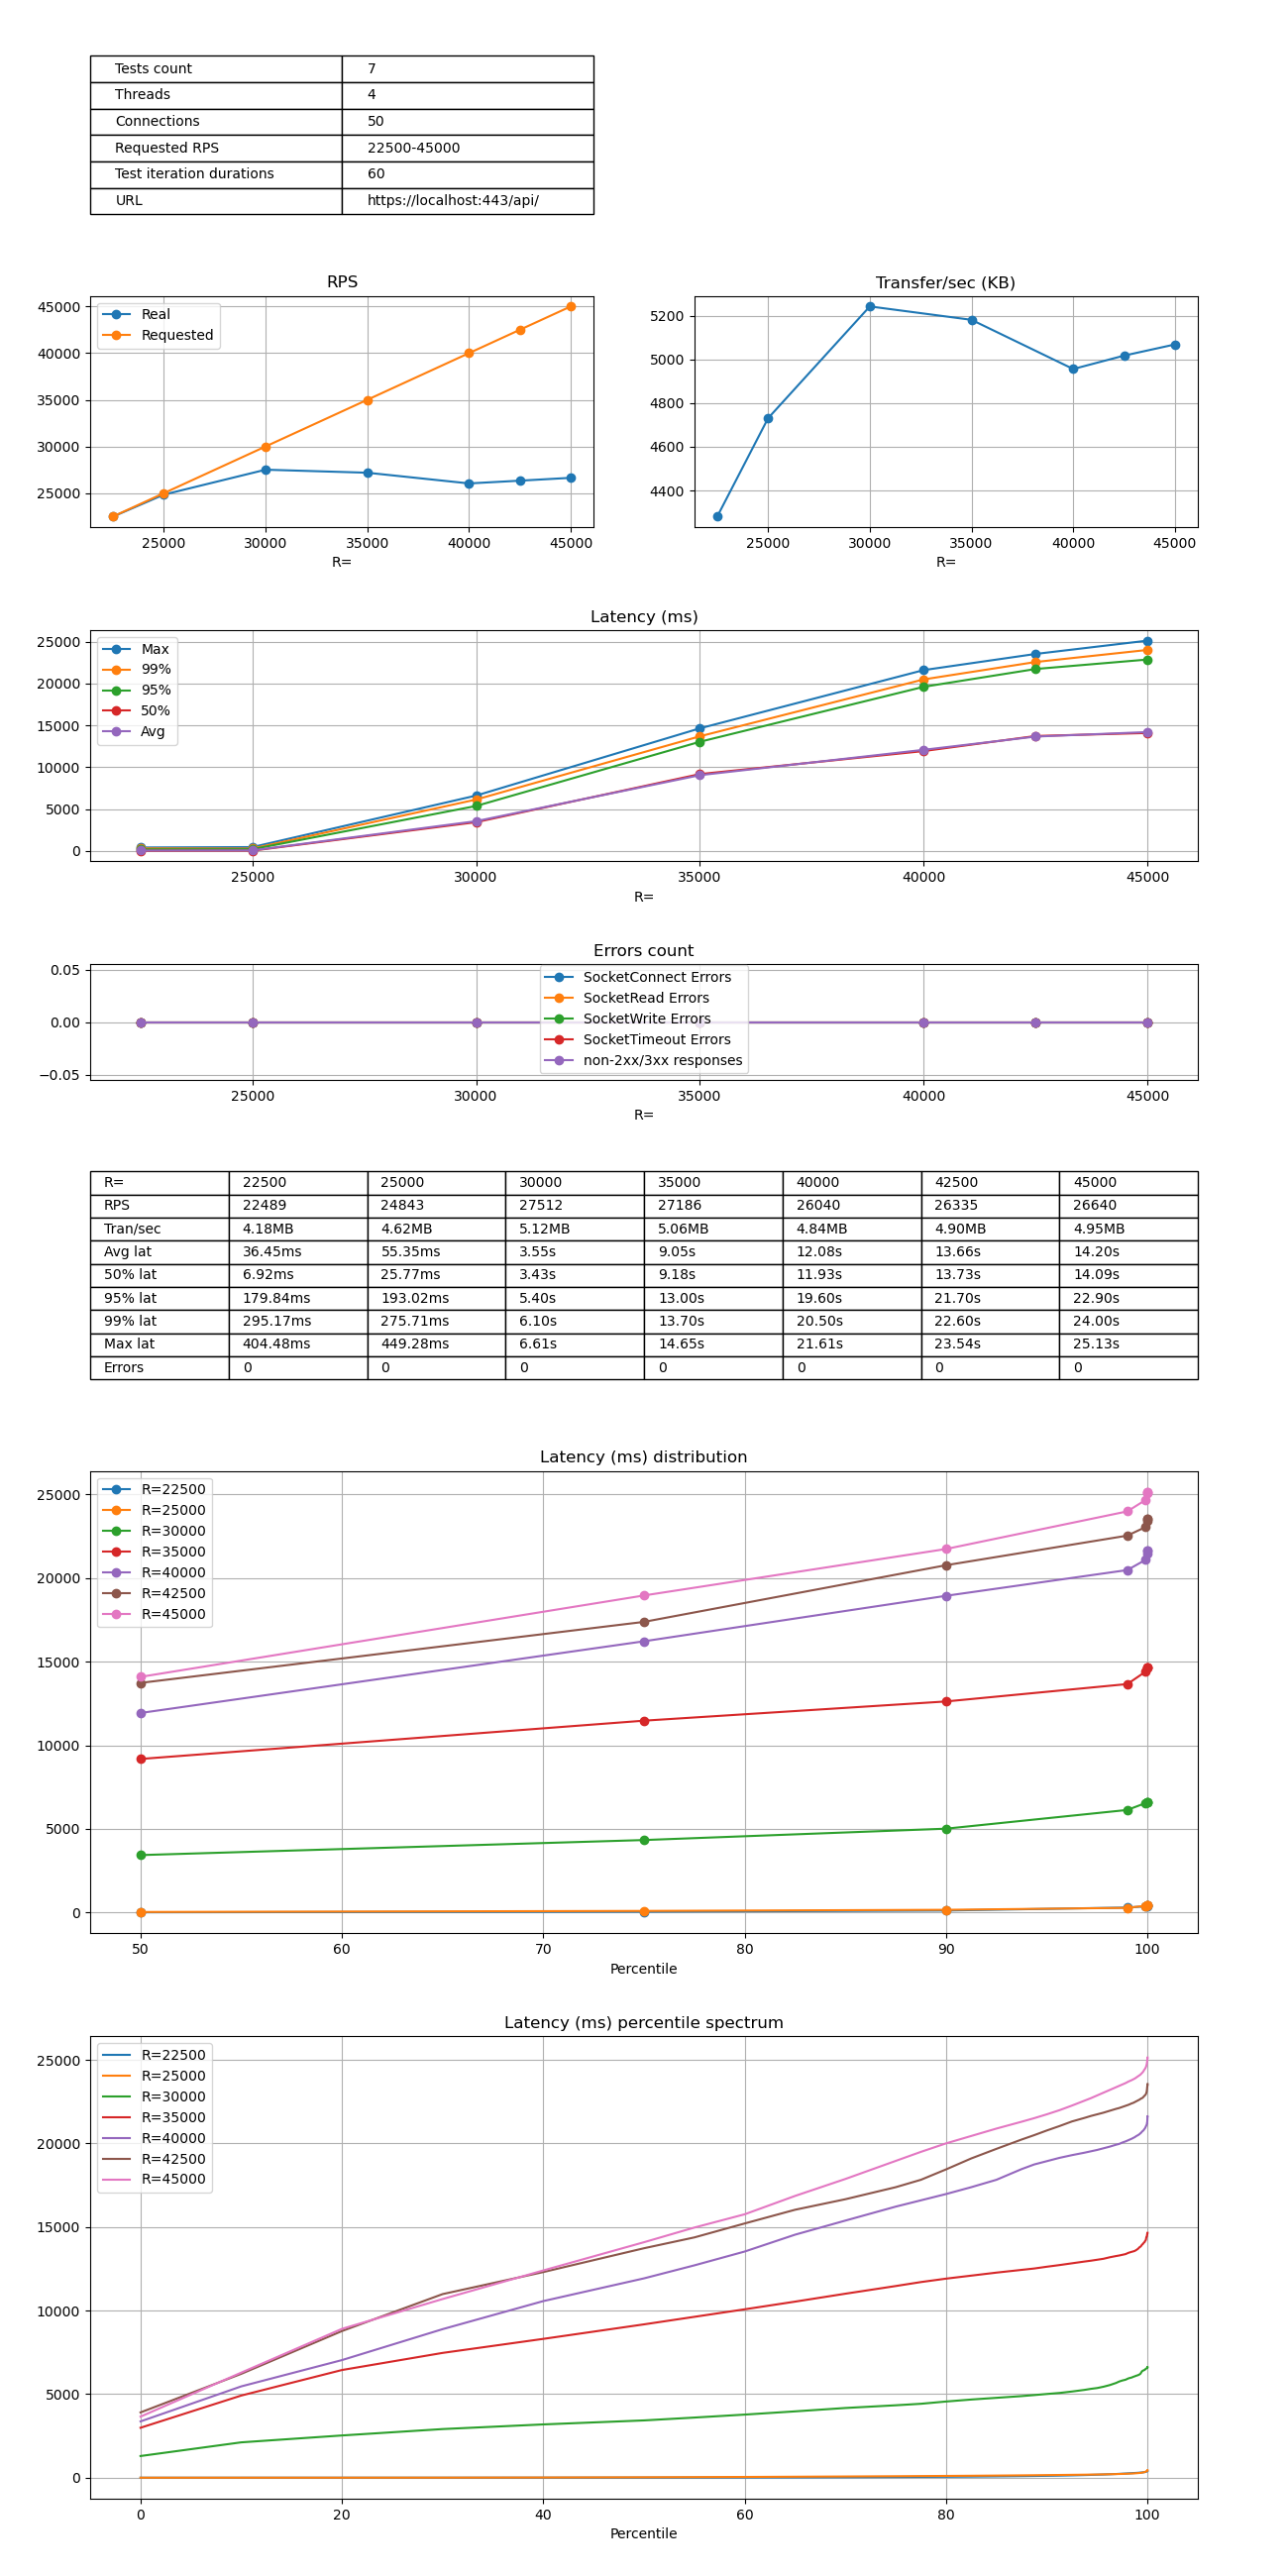 Tests count 7
Threads 4
Connections 50
Requested RPS 22500-45000
Test iteration durations 60
URL https://localhost:443/api/
RPS
45000
40000
35000
30000
25000
Real
Requested
25000 30000 35000 40000 45000
R=
Transfer/sec (KB)
5200
5000
4800
4600
4400
25000 30000 35000 40000 45000
R=
Latency (ms)
25000
20000
15000
10000
5000
0
Max
99%
95%
50%
Avg
25000 30000 35000 40000 45000
R=
Errors count
0.05
0.00
−0.05
SocketConnect Errors
SocketRead Errors
SocketWrite Errors
SocketTimeout Errors
non-2xx/3xx responses
25000 30000 35000 40000 45000
R=
R= 22500 25000 30000 35000 40000 42500 45000
RPS 22489 24843 27512 27186 26040 26335 26640
Tran/sec 4.18MB 4.62MB 5.12MB 5.06MB 4.84MB 4.90MB 4.95MB
Avg lat 36.45ms 55.35ms 3.55s 9.05s 12.08s 13.66s 14.20s
50% lat 6.92ms 25.77ms 3.43s 9.18s 11.93s 13.73s 14.09s
95% lat 179.84ms 193.02ms 5.40s 13.00s 19.60s 21.70s 22.90s
99% lat 295.17ms 275.71ms 6.10s 13.70s 20.50s 22.60s 24.00s
Max lat 404.48ms 449.28ms 6.61s 14.65s 21.61s 23.54s 25.13s
Errors 0 0 0 0 0 0 0
Latency (ms) distribution
25000
20000
15000
10000
5000
0
R=22500
R=25000
R=30000
R=35000
R=40000
R=42500
R=45000
50 60 70 80 90 100
Percentile
Latency (ms) percentile spectrum
25000
20000
15000
10000
5000
0
R=22500
R=25000
R=30000
R=35000
R=40000
R=42500
R=45000
0 20 40 60 80 100
Percentile